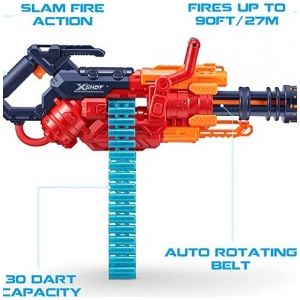 SLAM FIRE
ACTION
FIRES UP TO
90FT/27M
X SHOT
30 DART
CAPACITY
AUTO ROTATING
BELT